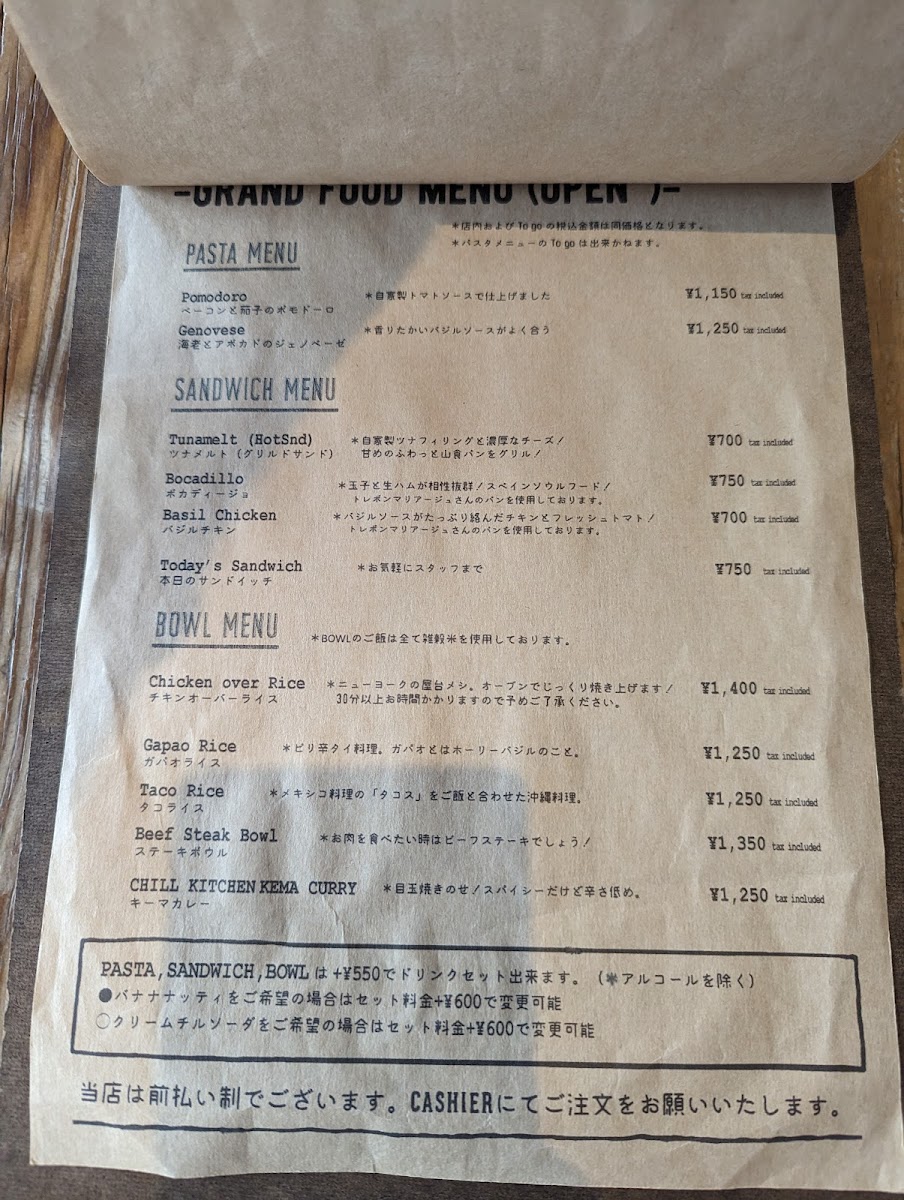 -GRAND FOOD MENU (OPEN~)-
*店内および To go の税込金額は同価格となります。
*パスタメニューの To go は出来かねます。
PASTA MENU
Pomodoro *自家製トマトソースで仕上げました ¥1,150 tax included
ベーコンと茄子のポモドーロ
Genovese *香りたかいバジルソースがよく合う ¥1,250 tax included
海老とアボカドのジェノベーゼ
SANDWICH MENU
Tunamelt (HotSnd) *自家製ツナフィリングと濃厚なチーズ! ¥700 tax included
ツナメルト (グリルドサンド) 甘めのふわっと山食パンをグリル!
Bocadillo *玉子と生ハムが相性抜群!スペインソウルフード! ¥750 tax included
ボカディージョ トレボンマリアージュさんのパンを使用しております。
Basil Chicken *バジルソースがたっぷり絡んだチキンとフレッシュトマト! ¥700 tax included
バジルチキン トレボンマリアージュさんのパンを使用しております。
Today's Sandwich *お気軽にスタッフまで ¥750 tax included
本日のサンドイッチ
BOWL MENU *BOWLのご飯は全て雑穀米を使用しております。
Chicken over Rice *ニューヨークの屋台メシ。オーブンでじっくり焼き上げます! ¥1,400 tax included
チキンオーバーライス 30分以上お時間かかりますので予めご了承ください。
Gapao Rice *ピリ辛タイ料理。ガパオとはホーリーバジルのこと。 ¥1,250 tax included
ガパオライス
Taco Rice *メキシコ料理の「タコス」をご飯と合わせた沖縄料理。 ¥1,250 tax included
タコライス
Beef Steak Bowl *お肉を食べたい時はビーフステーキでしょう! ¥1,350 tax included
ステーキボウル
CHILL KITCHEN KEMA CURRY *目玉焼きのせ!スパイシーだけど辛さ低め。 ¥1,250 tax included
キーマカレー
PASTA,SANDWICH,BOWL は +¥550でドリンクセット出来ます。(*アルコールを除く)
●バナナナッティをご希望の場合はセット料金+¥600で変更可能
○クリームチルソーダをご希望の場合はセット料金+¥600で変更可能
当店は前払い制でございます。CASHIERにてご注文をお願いいたします。